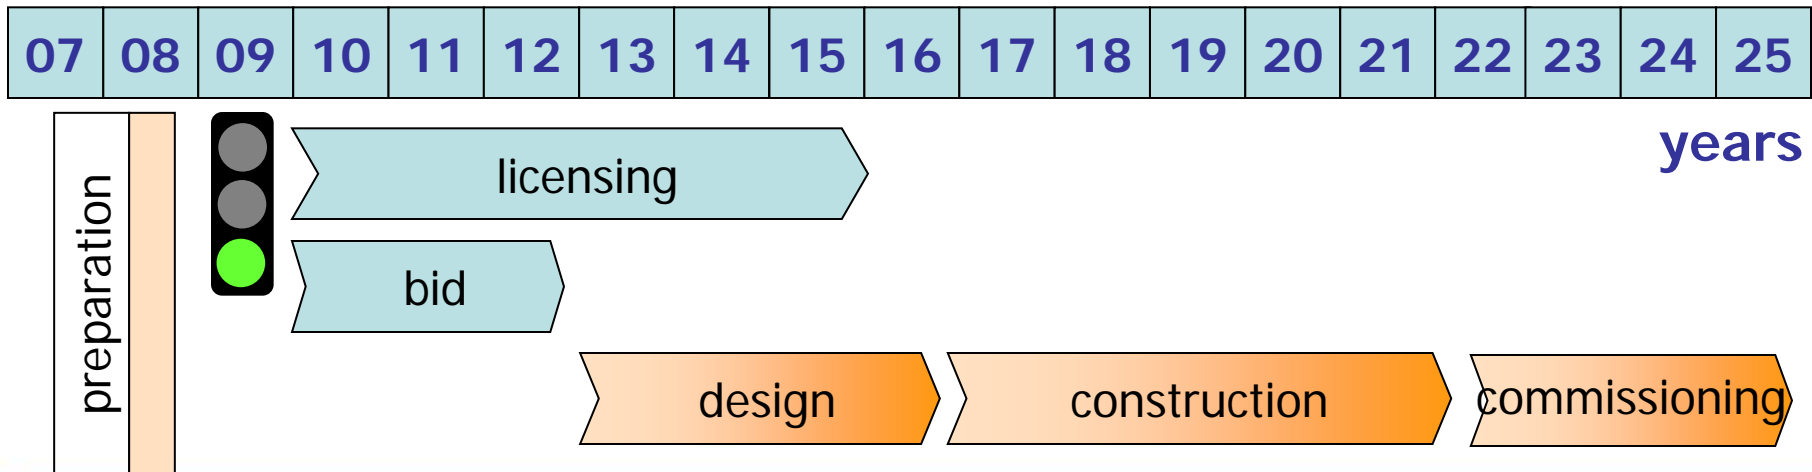 07 08 09 10 11 12 13 14 15 16 17 18 19 20 21 22 23 24 25
years
preparation
licensing
bid
design
construction
commissioning